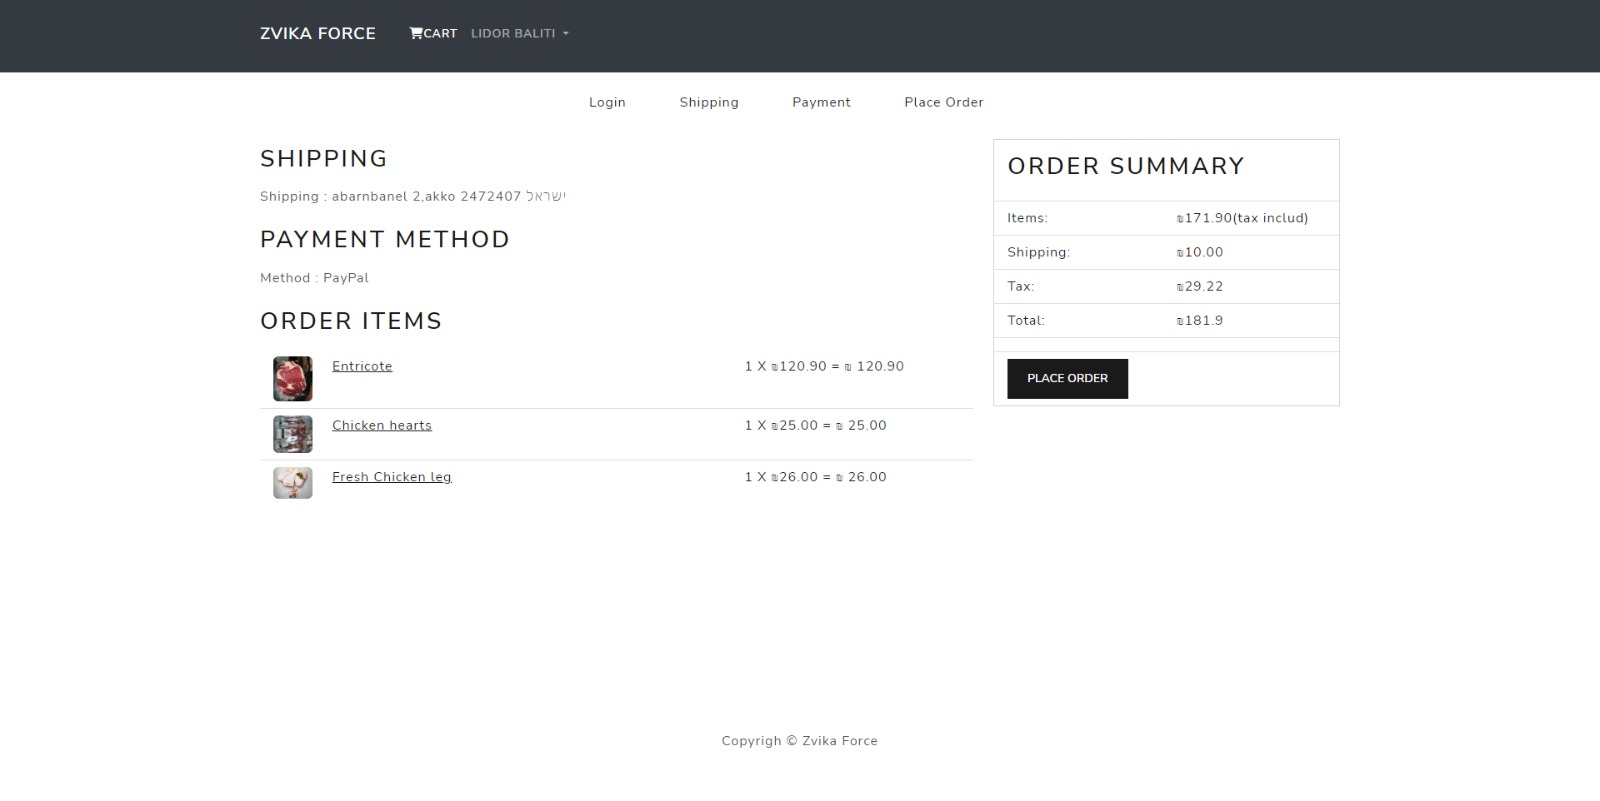 ZVIKA FORCE CART LIDOR BALITI
Login Shipping Payment Place Order
SHIPPING
Shipping : abarnbanel 2,akko 2472407 ישראל
PAYMENT METHOD
Method : PayPal
ORDER ITEMS
Entricote 1 X ₪120.90 = ₪ 120.90
Chicken hearts 1 X ₪25.00 = ₪ 25.00
Fresh Chicken leg 1 X ₪26.00 = ₪ 26.00
ORDER SUMMARY
Items: ₪171.90(tax includ)
Shipping: ₪10.00
Tax: ₪29.22
Total: ₪181.9
PLACE ORDER
Copyrigh © Zvika Force